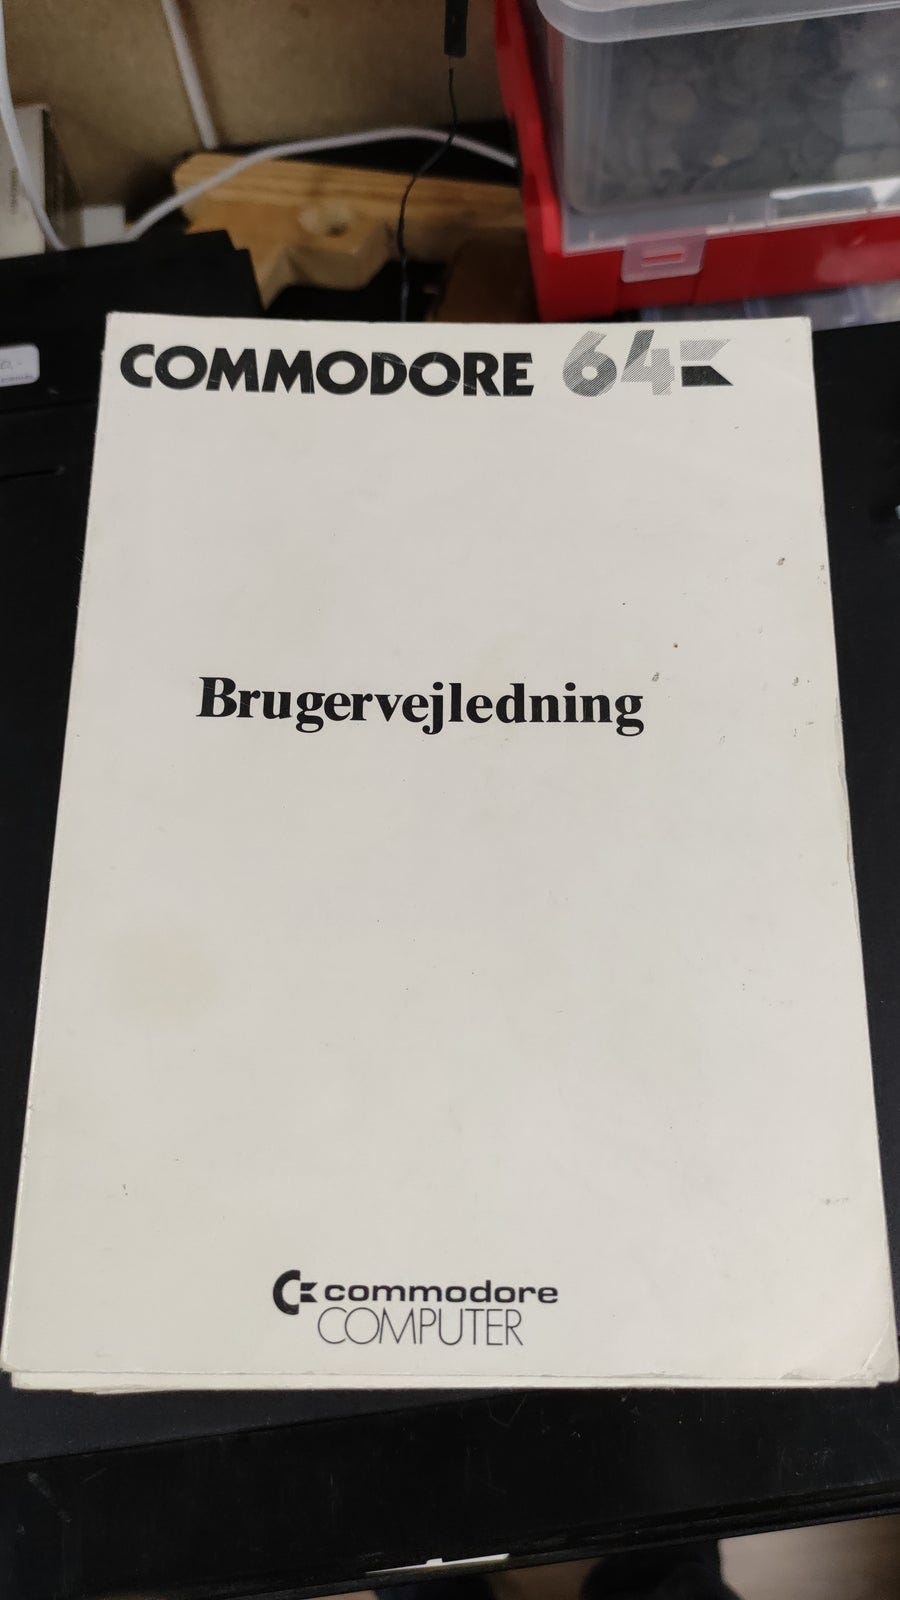 COMMODORE 64
Brugervejledning
commodore
COMPUTER